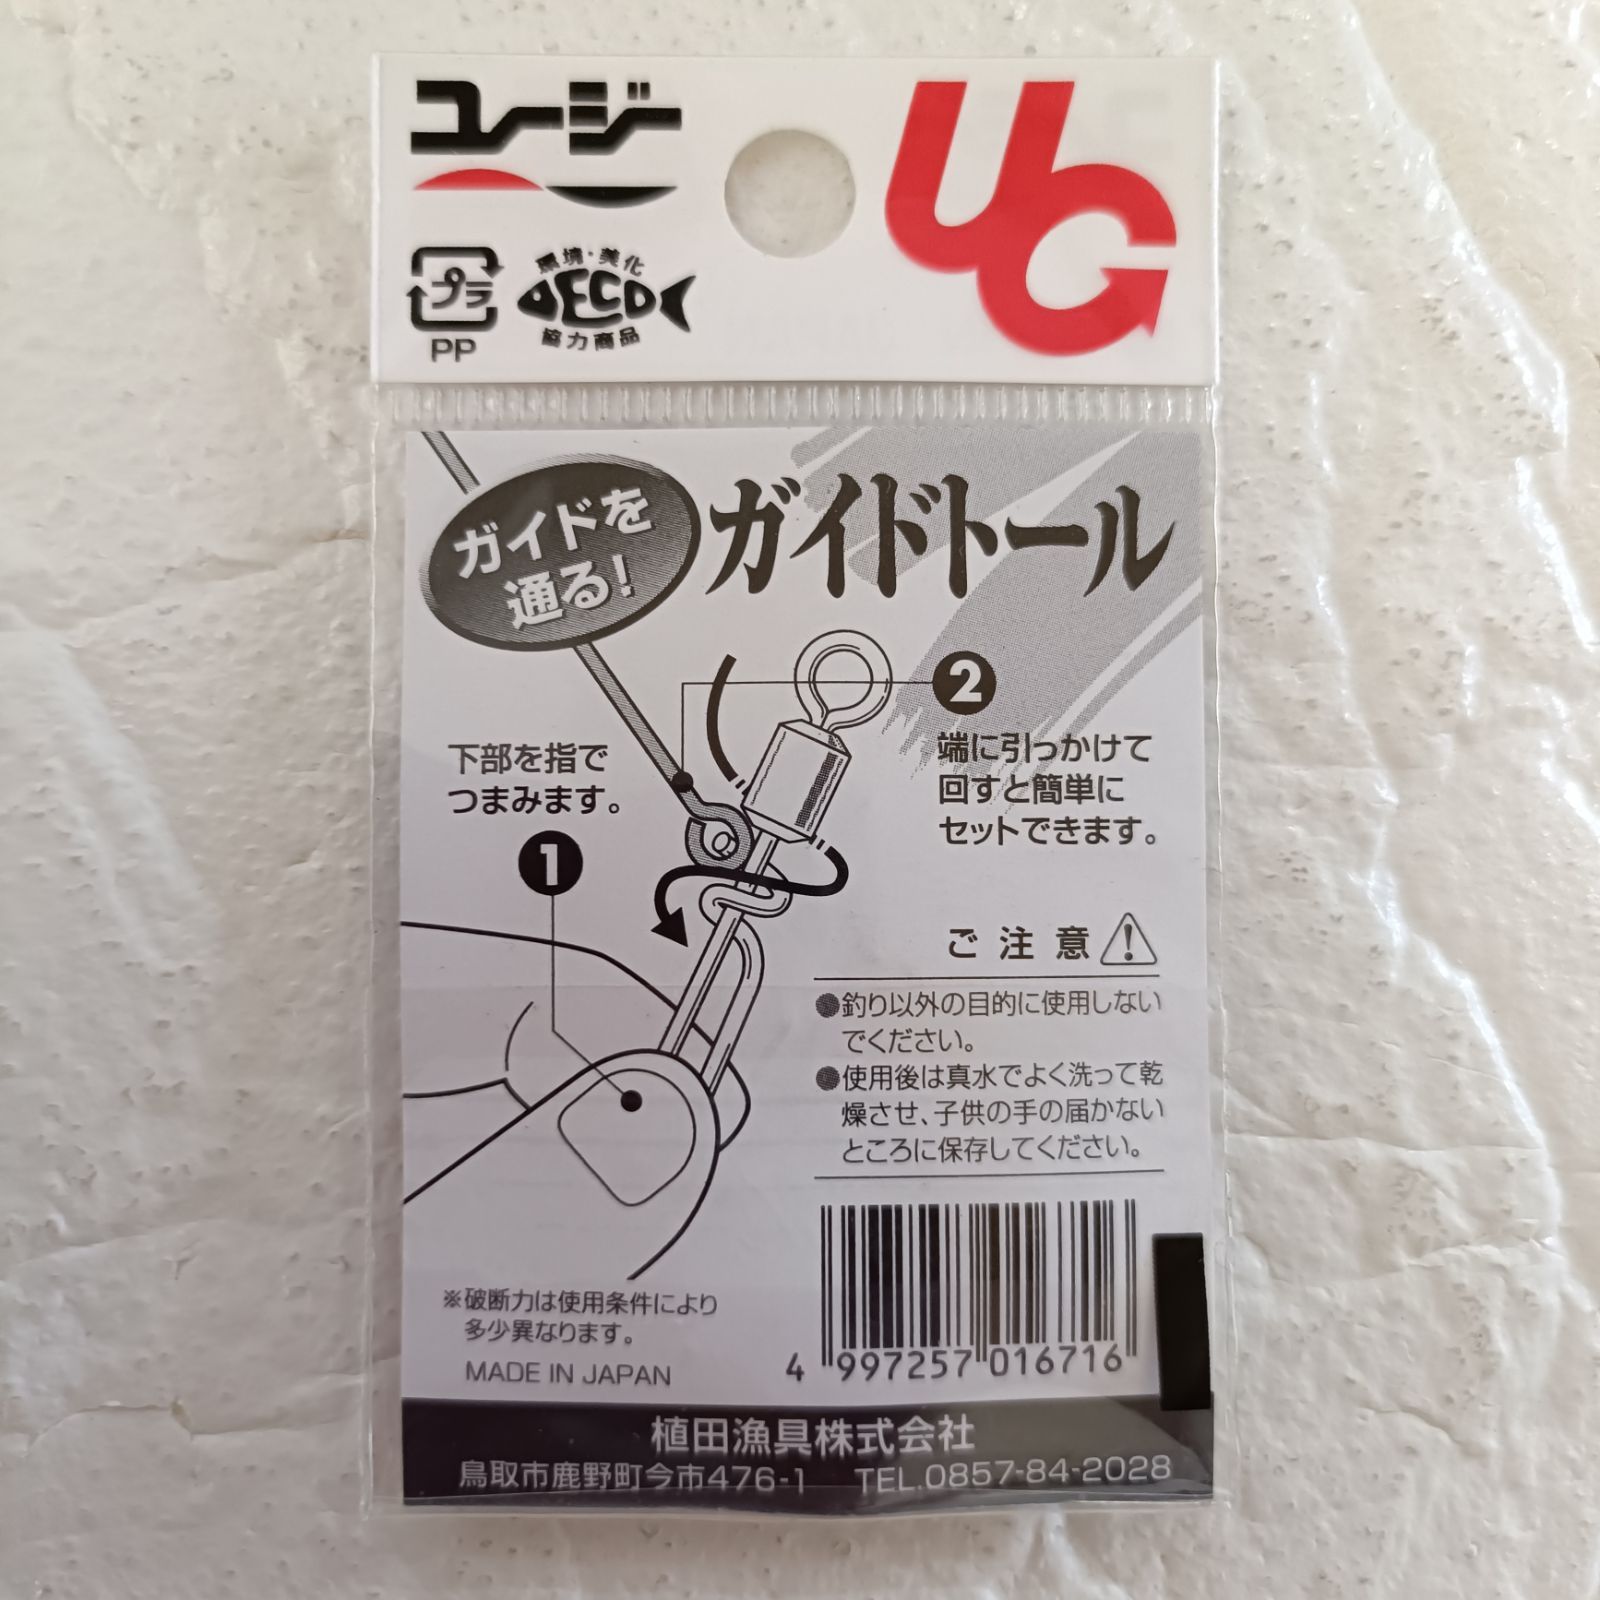 ユージー
UG
プラ
PP
環境・美化
ECO
協力商品
ガイドを
通る!
ガイドトール
2
端に引っかけて
回すと簡単に
セットできます。
下部を指で
つまみます。
1
ご注意
●釣り以外の目的に使用しない
でください。
●使用後は真水でよく洗って乾
燥させ、子供の手の届かない
ところに保存してください。
※破断力は使用条件により
多少異なります。
MADE IN JAPAN
4 997257 016716
植田漁具株式会社
鳥取市鹿野町今市476-1 TEL.0857-84-2028